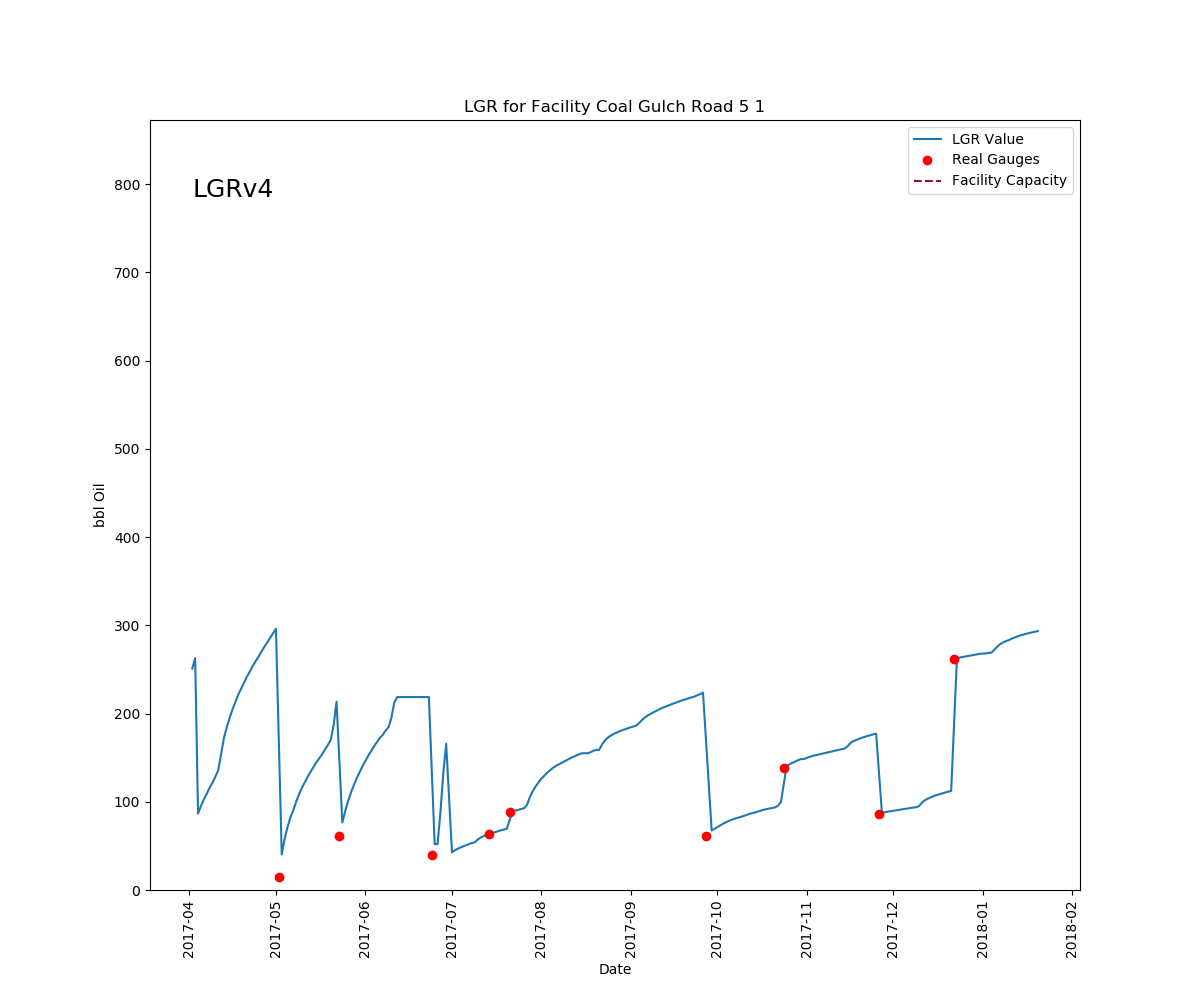 LGR for Facility Coal Gulch Road 5 1
LGR Value
Real Gauges
Facility Capacity
LGRv4
800
700
600
500
400
300
200
100
0
bbl Oil
2017-04
2017-05
2017-06
2017-07
2017-08
2017-09
2017-10
2017-11
2017-12
2018-01
2018-02
Date